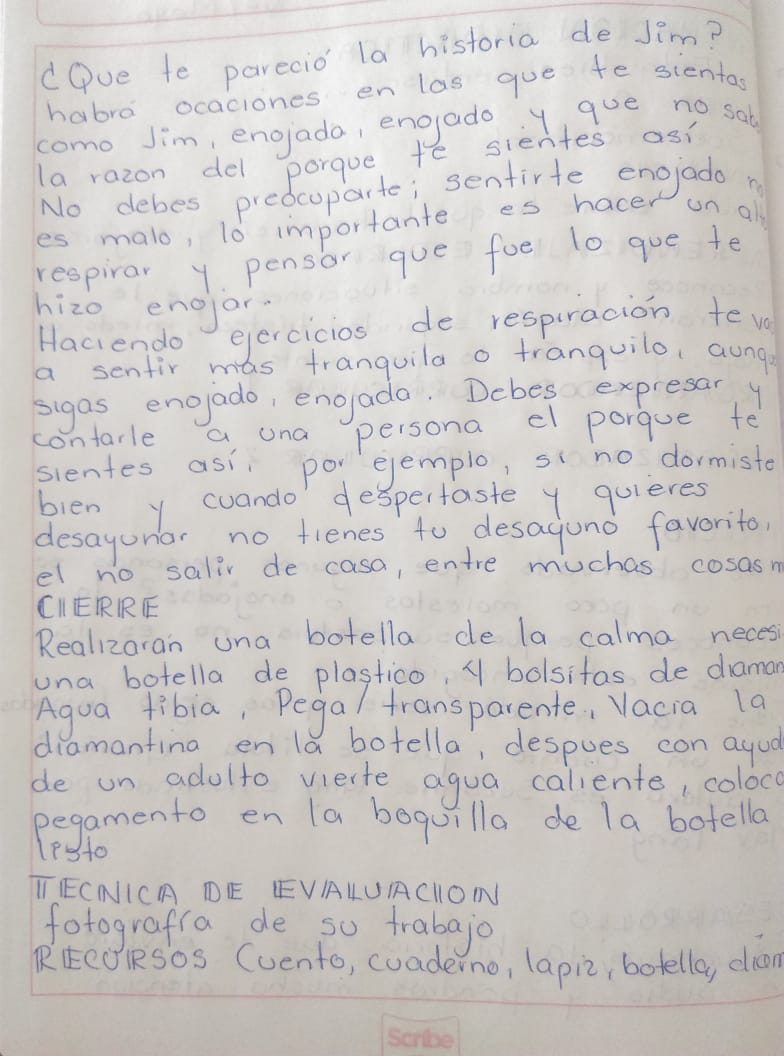 ¿Que te pareció la historia de Jim?
habrá ocaciones en las que te sientas
como Jim, enojada, enojado y que no sab
la razon del porque te sientes así
No debes preocuparte; sentirte enojado no
es malo, lo importante es hacer un al
respirar y pensar que fue lo que te
hizo enojar.
Haciendo ejercicios de respiración te va
a sentir más tranquila o tranquilo, aunq
sigas enojado, enojada. Debes expresar y
contarle a una persona el porque te
sientes así, por ejemplo, si no dormiste
bien y cuando despertaste y quieres
desayunar no tienes tu desayuno favorito,
el no salir de casa, entre muchas cosas m
CIERRE
Realizarán una botella de la calma necesi
una botella de plastico, 4 bolsitas de diaman
Agua tibia, Pega/transparente, Vacia la
diamantina en la botella, despues con ayud
de un adulto vierte agua caliente, coloca
pegamento en la boquilla de la botella
listo
TECNICA DE EVALUACIION
fotografía de su trabajo
RECURSOS Cuento, cuaderno, lapiz, botella, diam
Scribe